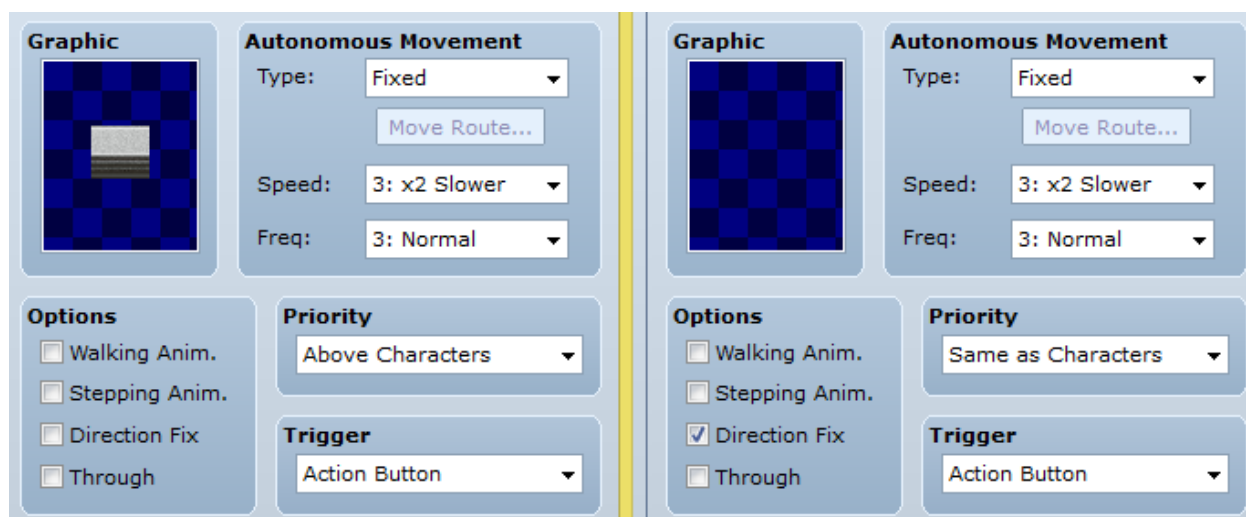 Graphic
Autonomous Movement
Type: Fixed
Move Route...
Speed: 3: x2 Slower
Freq: 3: Normal
Options
Walking Anim.
Stepping Anim.
Direction Fix
Through
Priority
Above Characters
Trigger
Action Button
Graphic
Autonomous Movement
Type: Fixed
Move Route...
Speed: 3: x2 Slower
Freq: 3: Normal
Options
Walking Anim.
Stepping Anim.
Direction Fix
Through
Priority
Same as Characters
Trigger
Action Button